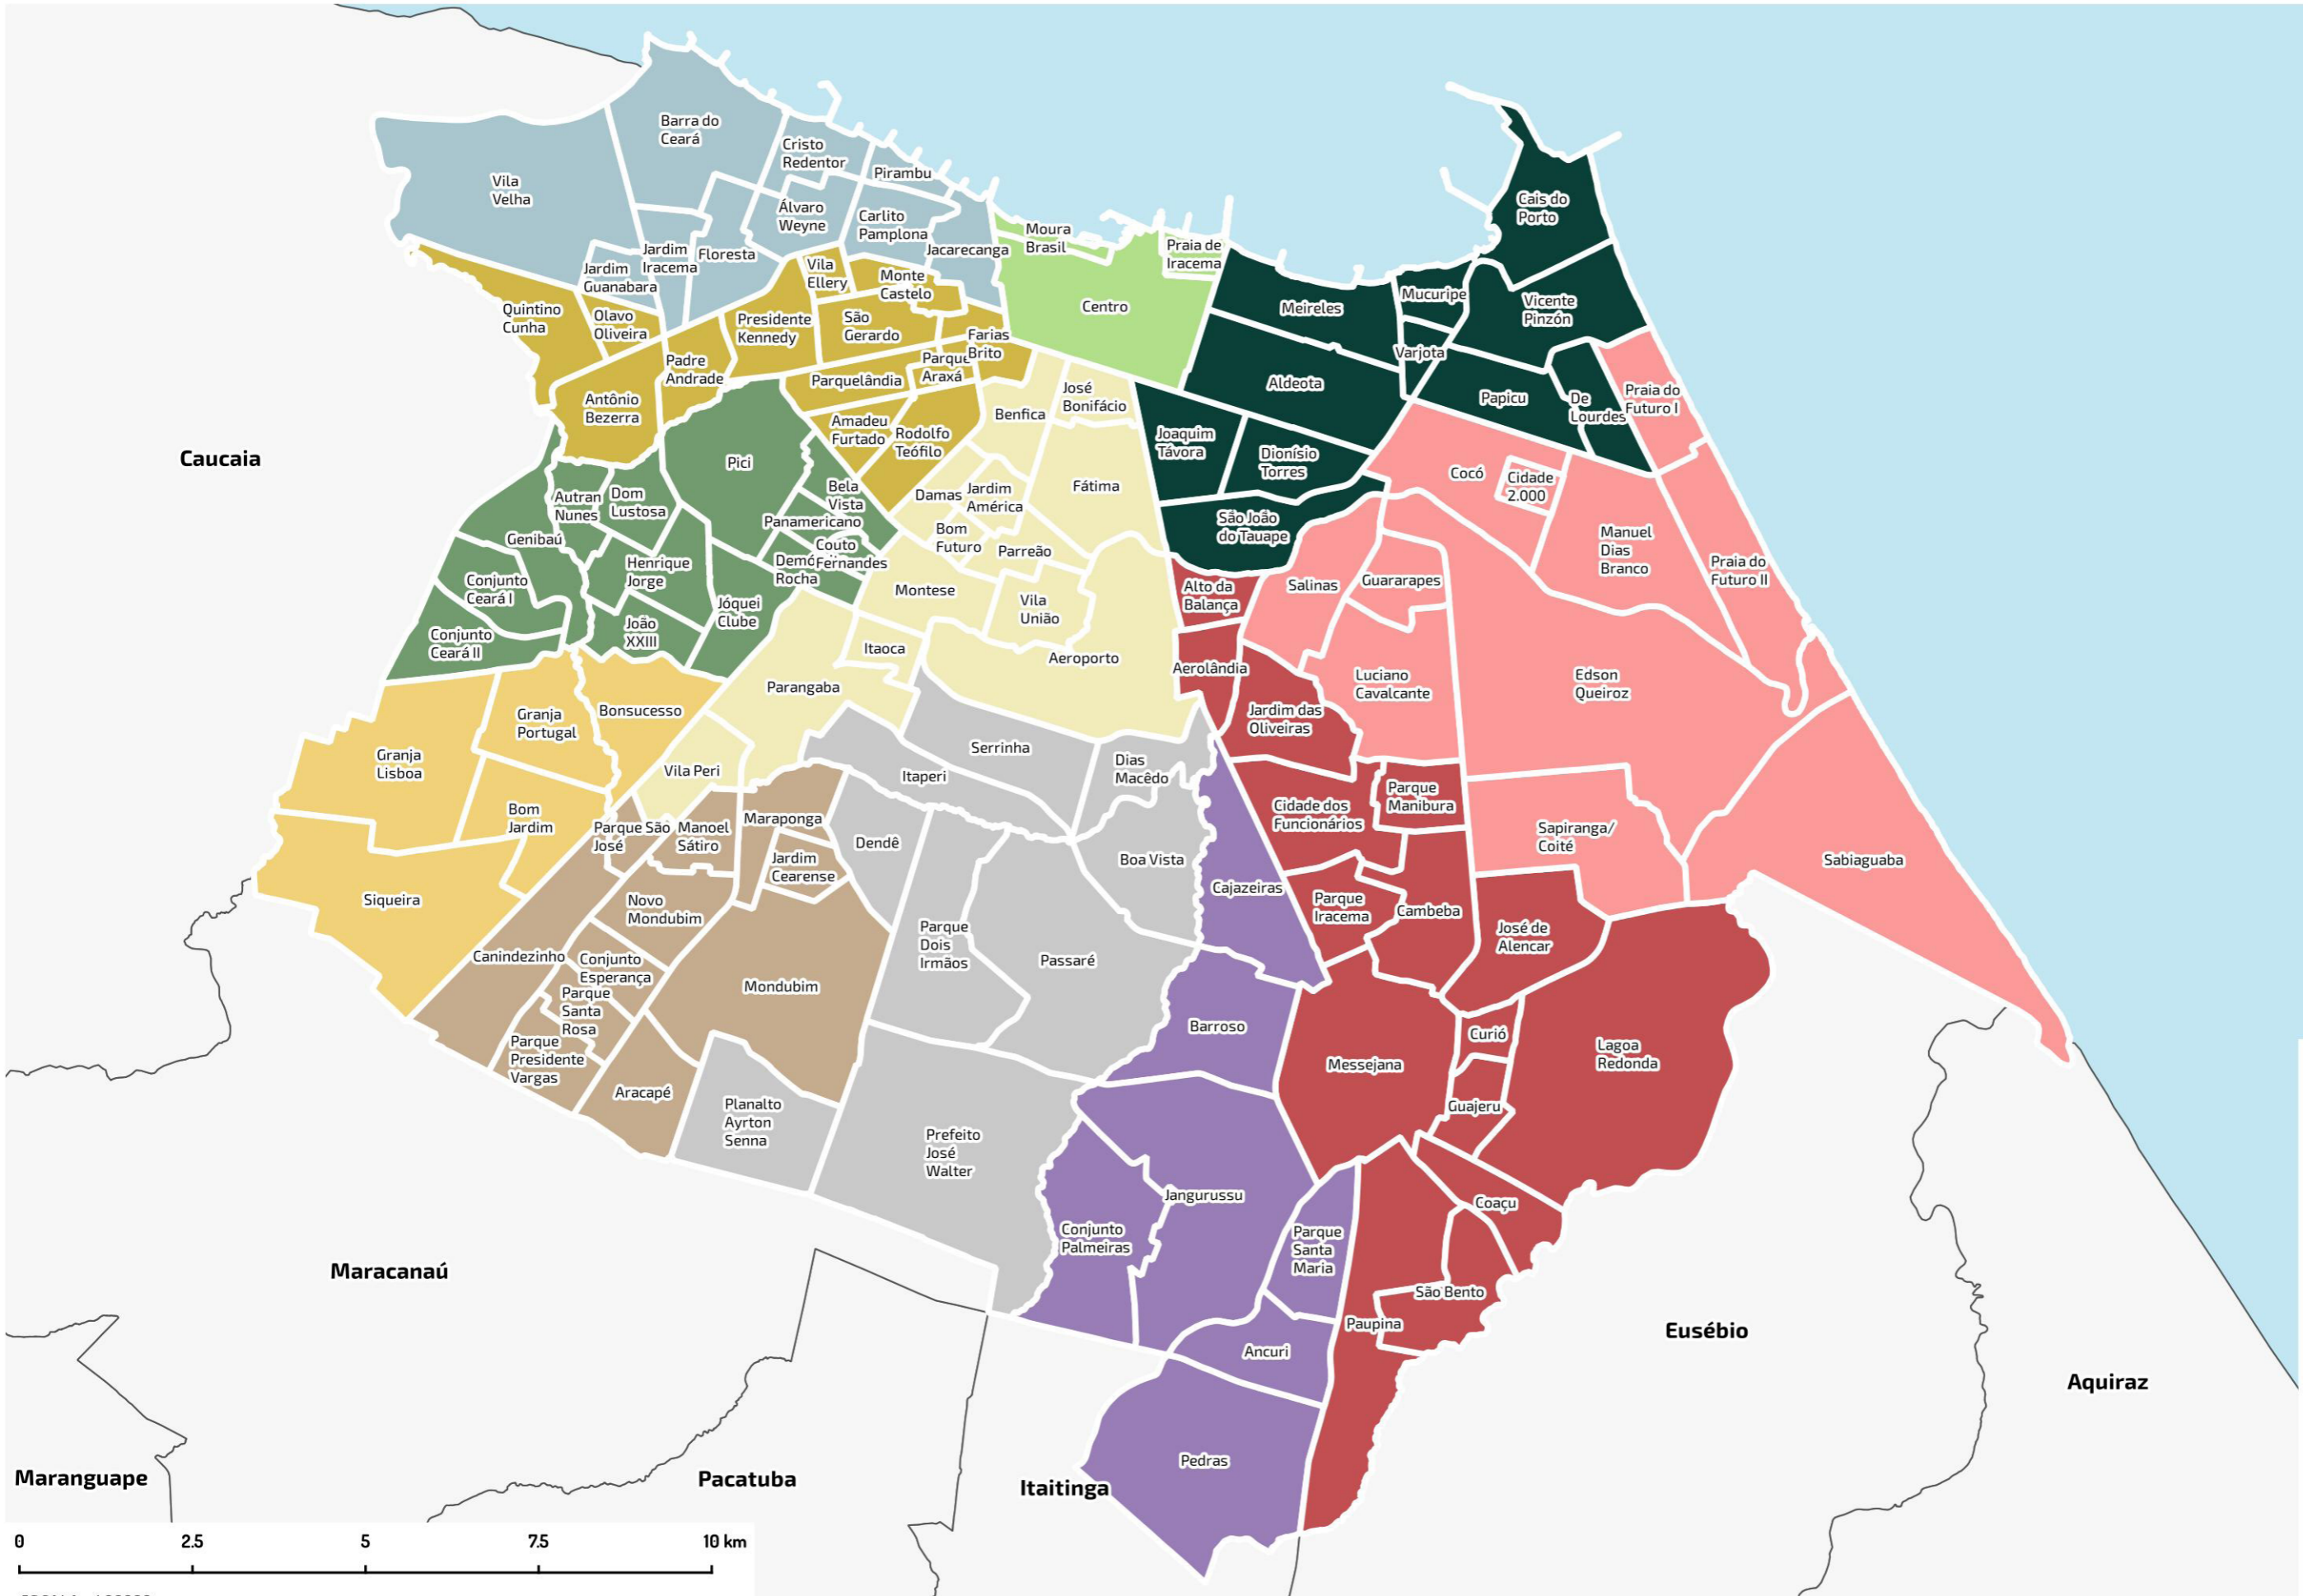 Barra do
Ceará
Cristo
Redentor
Pirambu
Vila
Velha
Álvaro
Weyne
Carlito
Pamplona
Jacarecanga
Jardim
Iracema
Floresta
Jardim
Guanabara
Moura
Brasil
Praia de
Iracema
Centro
Cais do
Porto
Meireles
Mucuripe
Vicente
Pinzón
Varjota
Aldeota
Papicu
De
Lourdes
Praia do
Futuro I
Joaquim
Távora
Dionísio
Torres
São João
do Tauape
Quintino
Cunha
Olavo
Oliveira
Vila
Ellery
Monte
Castelo
Presidente
Kennedy
São
Gerardo
Farias
Brito
Padre
Andrade
Parquelândia
Parque
Araxá
Antônio
Bezerra
Amadeu
Furtado
Rodolfo
Teófilo
Benfica
José
Bonifácio
Fátima
Damas
Jardim
América
Bom
Futuro
Parreão
Montese
Vila
União
Itaoca
Aeroporto
Parangaba
Vila Peri
Caucaia
Pici
Bela
Vista
Autran
Nunes
Dom
Lustosa
Panamericano
Couto
Fernandes
Demó
Rocha
Genibaú
Henrique
Jorge
Jóquei
Clube
Conjunto
Ceará I
João
XXIII
Conjunto
Ceará II
Cocó
Cidade
2.000
Manuel
Dias
Branco
Praia do
Futuro II
Salinas
Guararapes
Luciano
Cavalcante
Edson
Queiroz
Sapiranga/
Coité
Sabiaguaba
Alto da
Balança
Aerolândia
Jardim das
Oliveiras
Cidade dos
Funcionários
Parque
Manibura
Parque
Iracema
Cambeba
José de
Alencar
Curió
Messejana
Lagoa
Redonda
Guajeru
Coaçu
São Bento
Paupina
Granja
Portugal
Bonsucesso
Granja
Lisboa
Bom
Jardim
Siqueira
Serrinha
Itaperi
Dias
Macêdo
Dendê
Boa Vista
Parque
Dois
Irmãos
Passaré
Planalto
Ayrton
Senna
Prefeito
José
Walter
Parque São
José
Manoel
Sátiro
Maraponga
Jardim
Cearense
Novo
Mondubim
Canindezinho
Conjunto
Esperança
Parque
Santa
Rosa
Mondubim
Parque
Presidente
Vargas
Aracapé
Cajazeiras
Barroso
Jangurussu
Conjunto
Palmeiras
Parque
Santa
Maria
Ancuri
Pedras
Maracanaú
Eusébio
Aquiraz
Maranguape
Pacatuba
Itaitinga
0 2.5 5 7.5 10 km